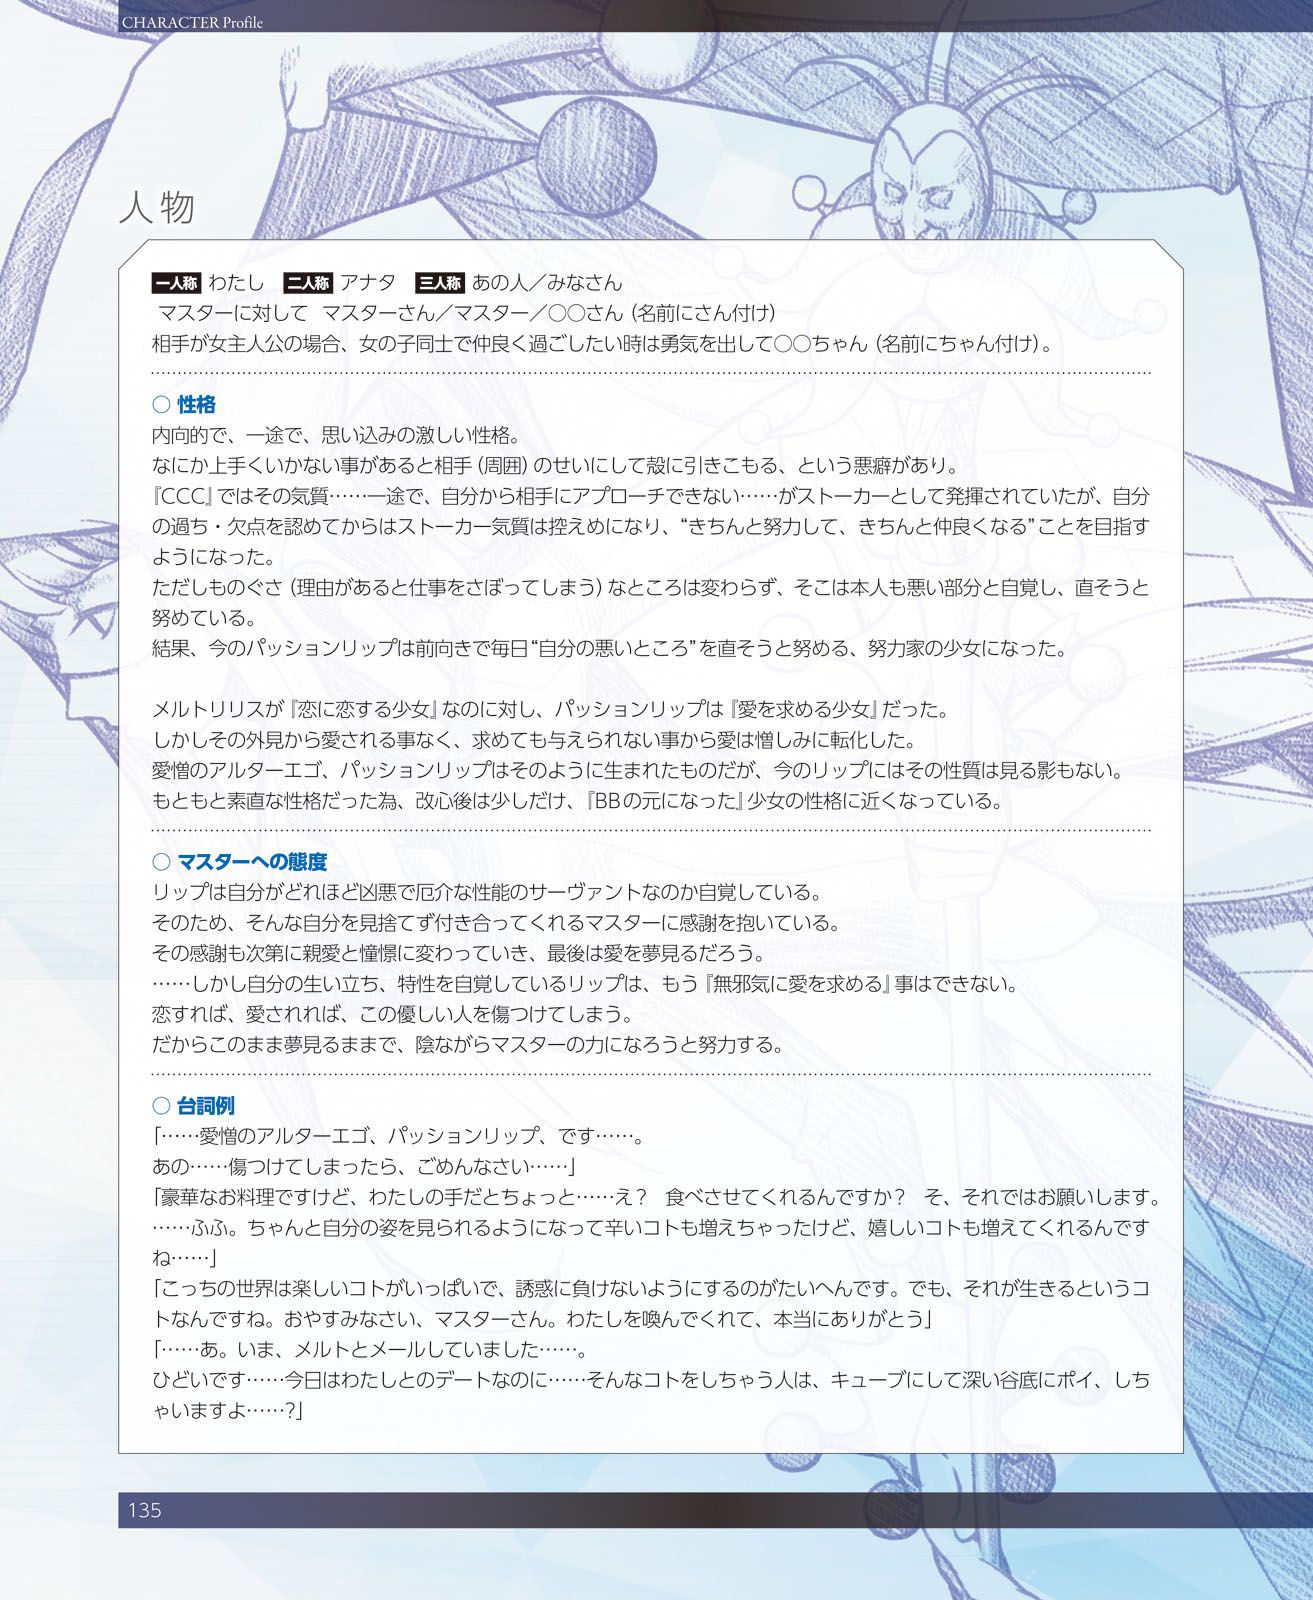 CHARACTER Profile
人物
一人称 わたし 二人称 アナタ 三人称 あの人／みなさん
マスターに対して マスターさん／マスター／〇〇さん（名前にさん付け）
相手が女主人公の場合、女の子同士で仲良く過ごしたい時は勇気を出して〇〇ちゃん（名前にちゃん付け）。
○ 性格
内向的で、一途で、思い込みの激しい性格。
なにか上手くいかない事があると相手（周囲）のせいにして殻に引きこもる、という悪癖があり。
『CCC』ではその気質……一途で、自分から相手にアプローチできない……がストーカーとして発揮されていたが、自分
の過ち・欠点を認めてからはストーカー気質は控えめになり、“きちんと努力して、きちんと仲良くなる”ことを目指す
ようになった。
ただしものぐさ（理由があると仕事をさぼってしまう）なところは変わらず、そこは本人も悪い部分と自覚し、直そうと
努めている。
結果、今のパッションリップは前向きで毎日“自分の悪いところ”を直そうと努める、努力家の少女になった。
メルトリリスが『恋に恋する少女』なのに対し、パッションリップは『愛を求める少女』だった。
しかしその外見から愛される事なく、求めても与えられない事から愛は憎しみに転化した。
愛憎のアルターエゴ、パッションリップはそのように生まれたものだが、今のリップにはその性質は見る影もない。
もともと素直な性格だった為、改心後は少しだけ、『BBの元になった』少女の性格に近くなっている。
○ マスターへの態度
リップは自分がどれほど凶悪で厄介な性能のサーヴァントなのか自覚している。
そのため、そんな自分を見捨てず付き合ってくれるマスターに感謝を抱いている。
その感謝も次第に親愛と憧憬に変わっていき、最後は愛を夢見るだろう。
……しかし自分の生い立ち、特性を自覚しているリップは、もう『無邪気に愛を求める』事はできない。
恋すれば、愛されれば、この優しい人を傷つけてしまう。
だからこのまま夢見るままで、陰ながらマスターの力になろうと努力する。
○ 台詞例
「……愛憎のアルターエゴ、パッションリップ、です……。
あの……傷つけてしまったら、ごめんなさい……」
「豪華なお料理ですけど、わたしの手だとちょっと……え？ 食べさせてくれるんですか？ そ、それではお願いします。
……ふふ。ちゃんと自分の姿を見られるようになって辛いコトも増えちゃったけど、嬉しいコトも増えてくれるんです
ね……」
「こっちの世界は楽しいコトがいっぱいで、誘惑に負けないようにするのがたいへんです。でも、それが生きるというコ
トなんですね。おやすみなさい、マスターさん。わたしを喚んでくれて、本当にありがとう」
「……あ。いま、メルトとメールしていました……。
ひどいです……今日はわたしとのデートなのに……そんなコトをしちゃう人は、キューブにして深い谷底にポイ、しち
ゃいますよ……?」
135